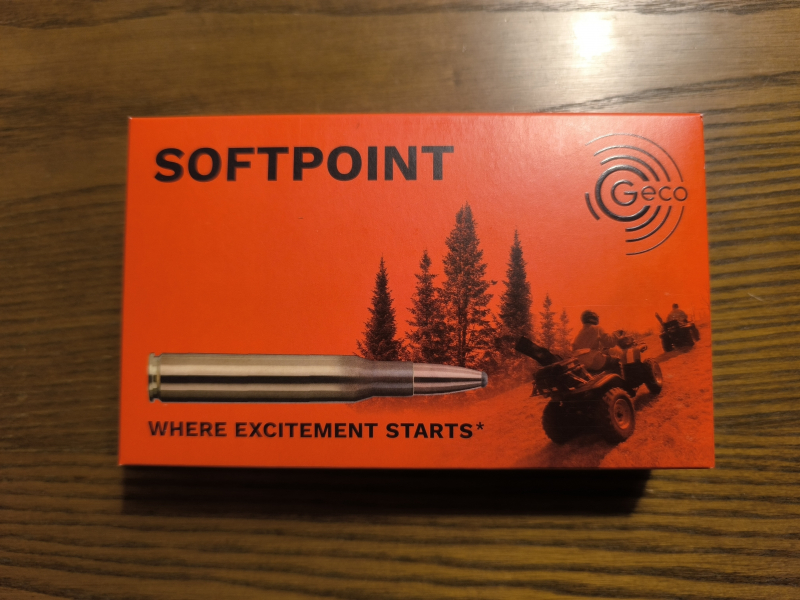 SOFTPOINT
Geco
WHERE EXCITEMENT STARTS*